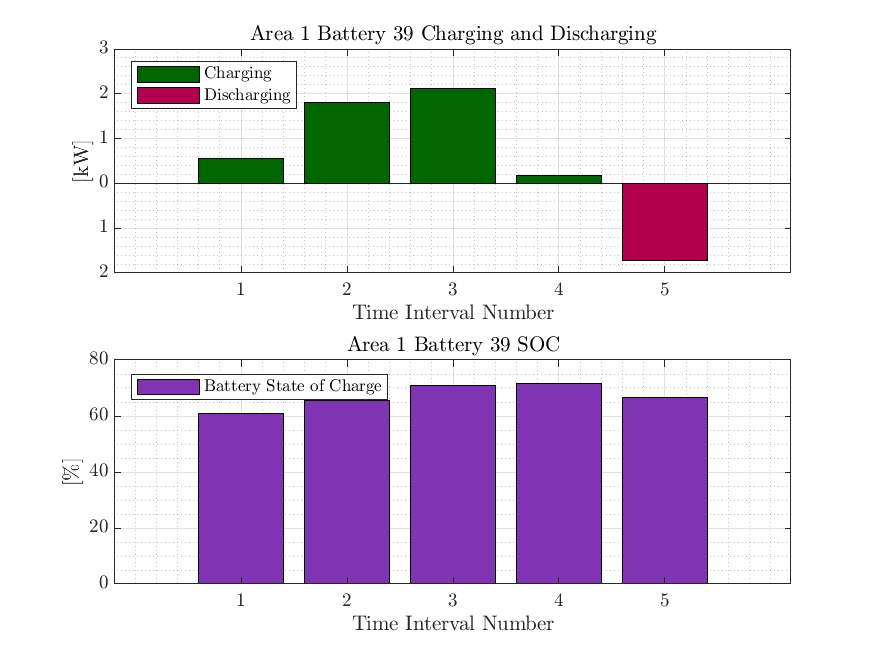 Area 1 Battery 39 Charging and Discharging
3
2
1
0
1
2
[kW]
Charging
Discharging
1 2 3 4 5
Time Interval Number
Area 1 Battery 39 SOC
80
60
40
20
0
[%]
Battery State of Charge
1 2 3 4 5
Time Interval Number